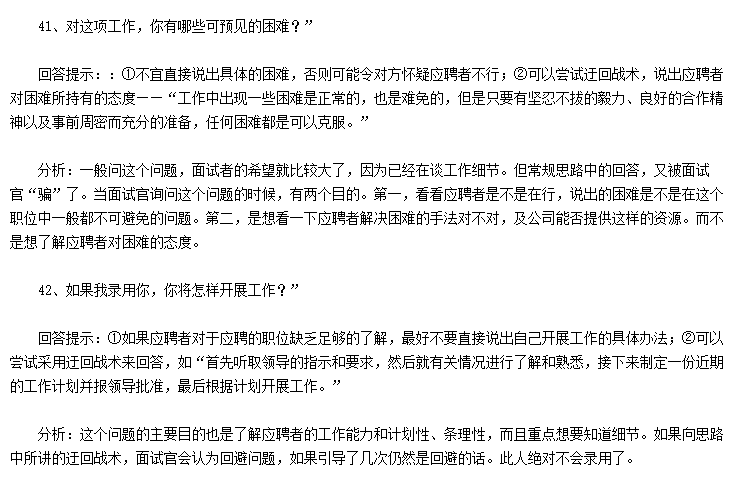 41、对这项工作，你有哪些可预见的困难？”
回答提示：：①不宜直接说出具体的困难，否则可能令对方怀疑应聘者不行；②可以尝试迂回战术，说出应聘者
对困难所持有的态度——“工作中出现一些困难是正常的，也是难免的，但是只要有坚忍不拔的毅力、良好的合作精
神以及事前周密而充分的准备，任何困难都是可以克服。”
分析：一般问这个问题，面试者的希望就比较大了，因为已经在谈工作细节。但常规思路中的回答，又被面试
官“骗”了。当面试官询问这个问题的时候，有两个目的。第一，看看应聘者是不是在行，说出的困难是不是在这个
职位中一般都不可避免的问题。第二，是想看一下应聘者解决困难的手法对不对，及公司能否提供这样的资源。而不
是想了解应聘者对困难的态度。
42、如果我录用你，你将怎样开展工作？”
回答提示：①如果应聘者对于应聘的职位缺乏足够的了解，最好不要直接说出自己开展工作的具体办法；②可以
尝试采用迂回战术来回答，如“首先听取领导的指示和要求，然后就有关情况进行了解和熟悉，接下来制定一份近期
的工作计划并报领导批准，最后根据计划开展工作。”
分析：这个问题的主要目的也是了解应聘者的工作能力和计划性、条理性，而且重点想要知道细节。如果向思路
中所讲的迂回战术，面试官会认为回避问题，如果引导了几次仍然是回避的话。此人绝对不会录用了。